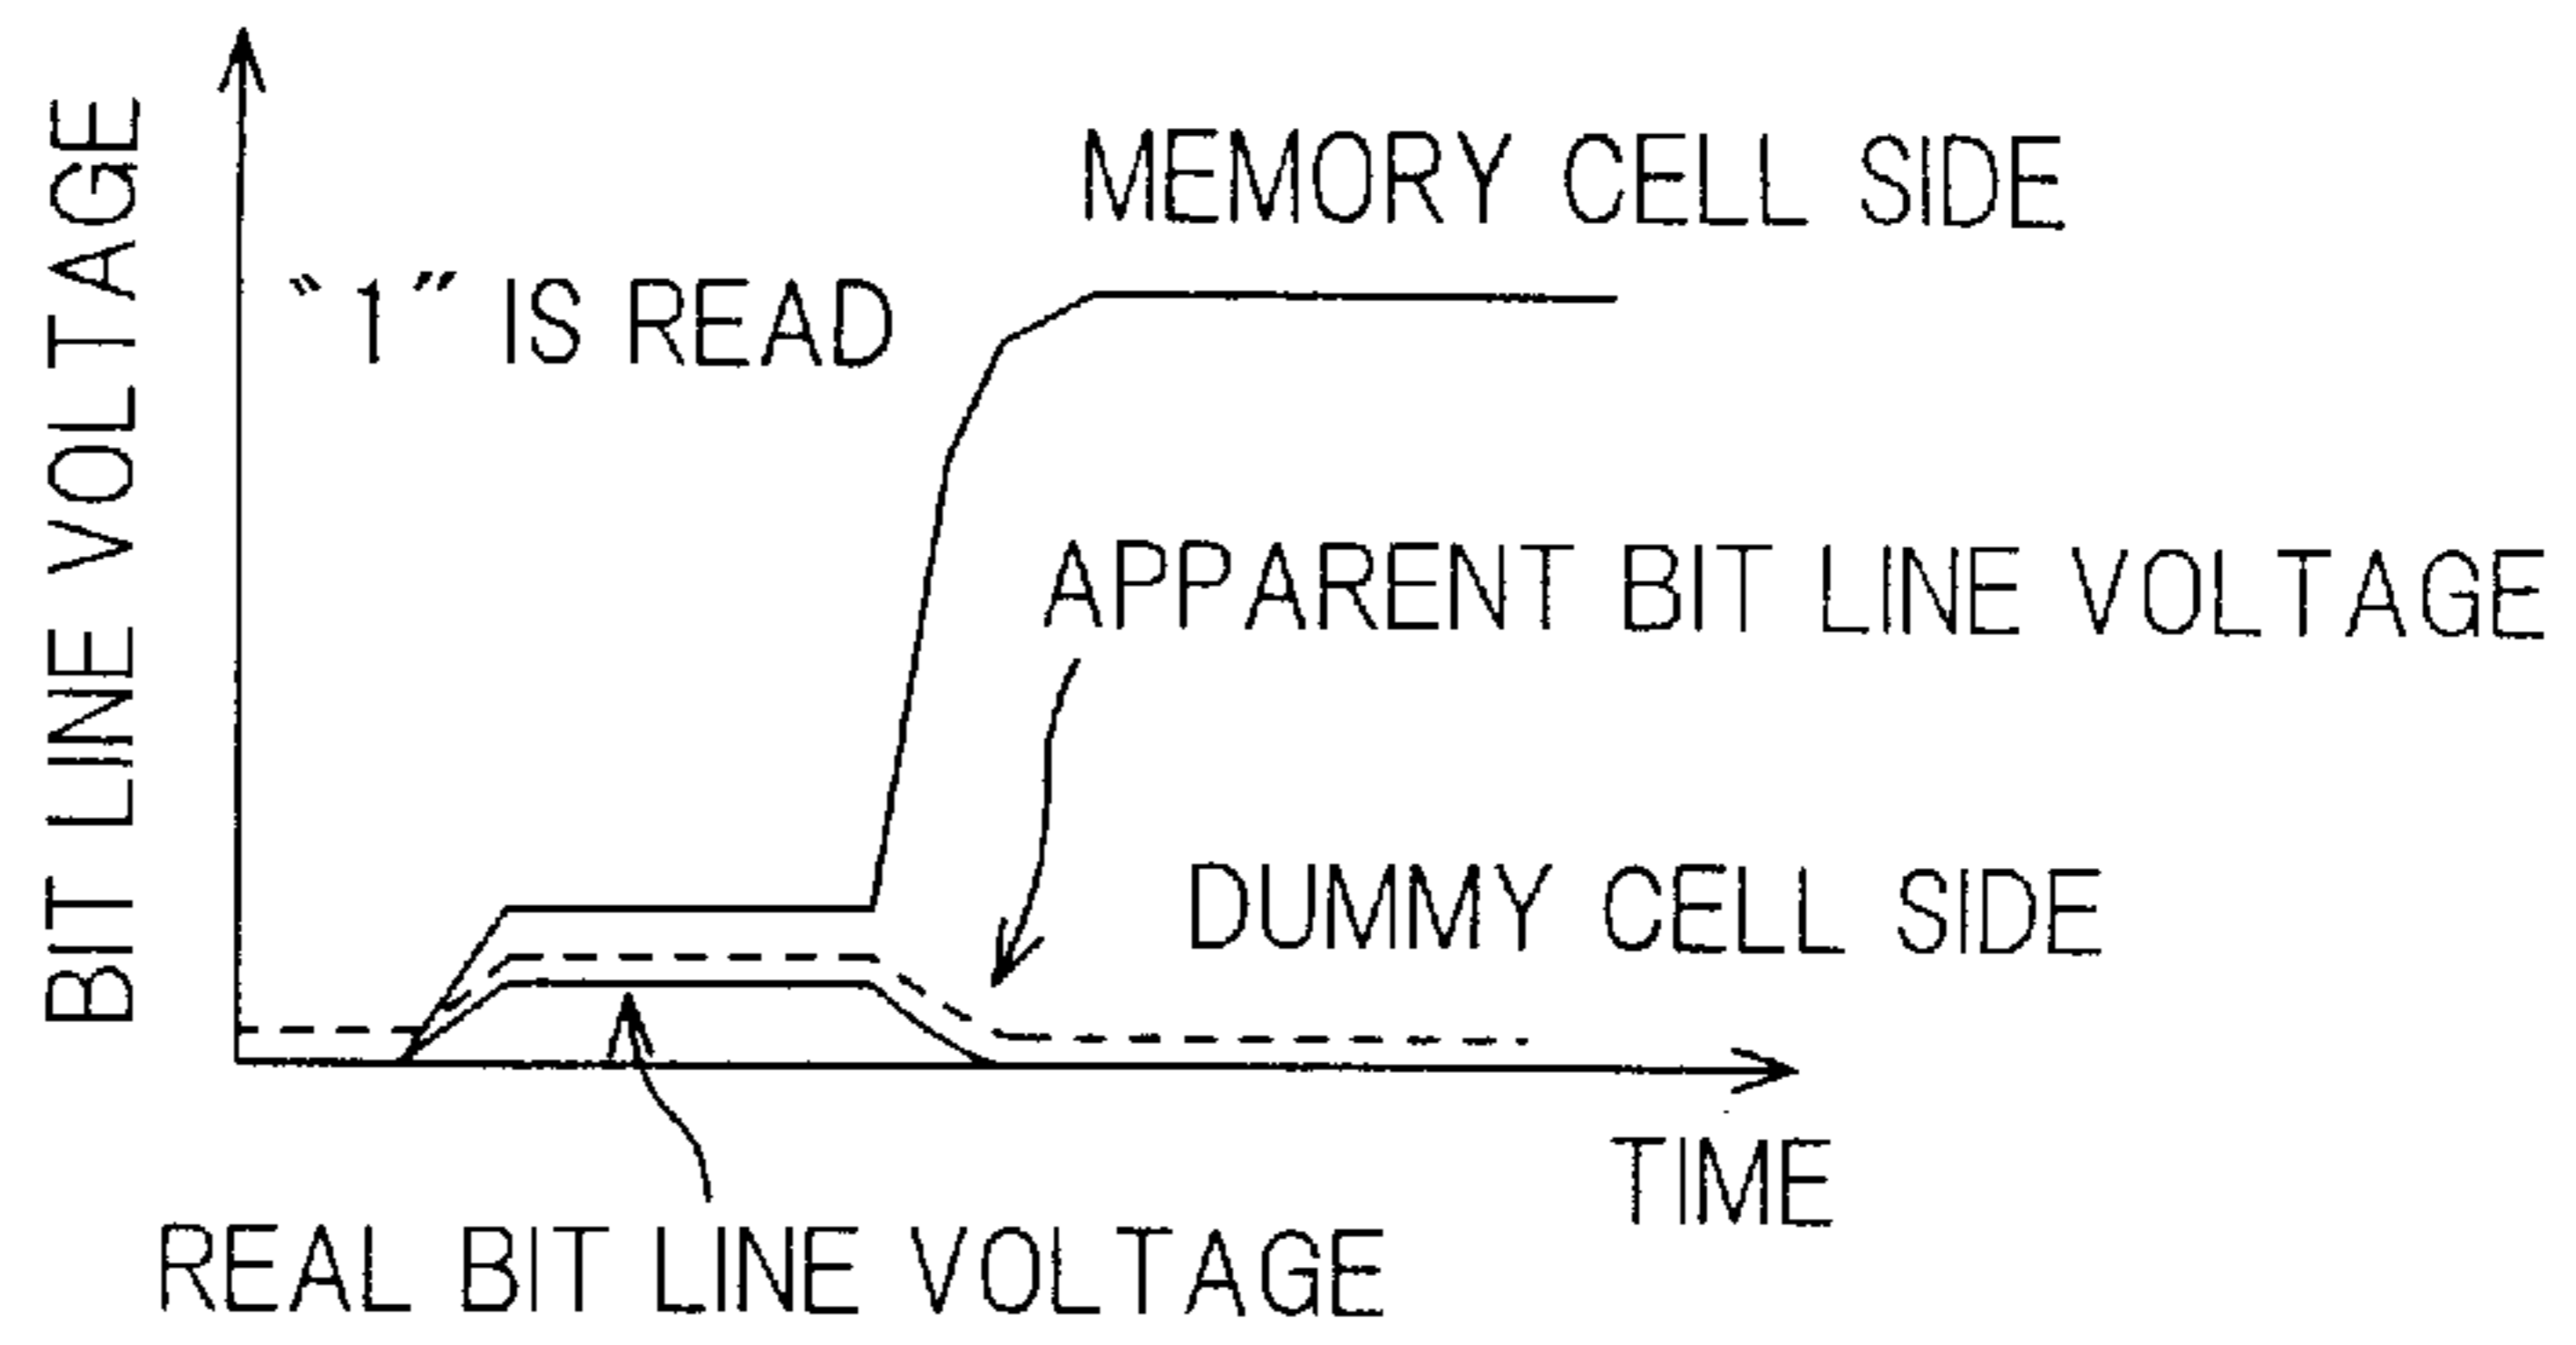 BIT LINE VOLTAGE
MEMORY CELL SIDE
“1” IS READ
APPARENT BIT LINE VOLTAGE
DUMMY CELL SIDE
TIME
REAL BIT LINE VOLTAGE